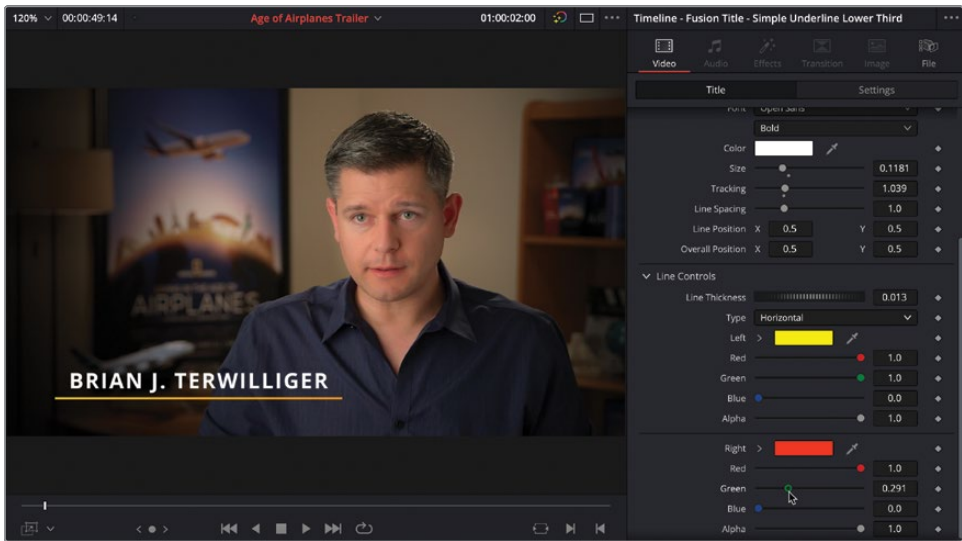 120% 00:00:49:14 Age of Airplanes Trailer 01:00:02:00
Timeline - Fusion Title - Simple Underline Lower Third
Video Audio Effects Transition Image File
Title Settings
Font Open Sans
Bold
Color
Size 0.1181
Tracking 1.039
Line Spacing 1.0
Line Position X 0.5 Y 0.5
Overall Position X 0.5 Y 0.5
Line Controls
Line Thickness 0.013
Type Horizontal
Left
Red 1.0
Green 1.0
Blue 0.0
Alpha 1.0
Right
Red 1.0
Green 0.291
Blue 0.0
Alpha 1.0
AIRPLANES
BRIAN J. TERWILLIGER